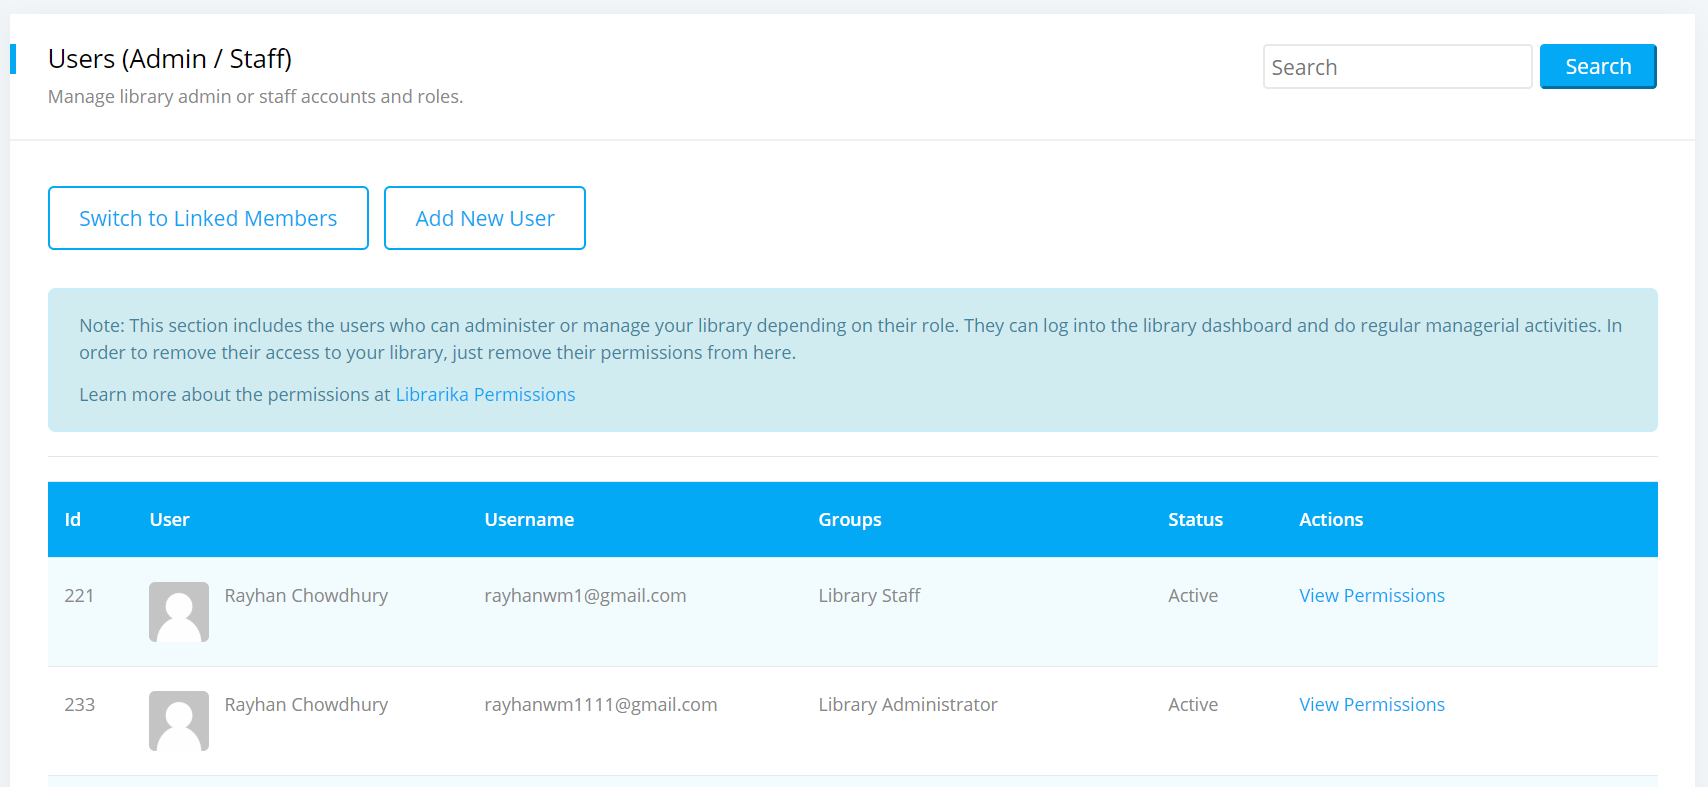 Users (Admin / Staff)
Manage library admin or staff accounts and roles.
Search
Search
Switch to Linked Members
Add New User
Note: This section includes the users who can administer or manage your library depending on their role. They can log into the library dashboard and do regular managerial activities. In
order to remove their access to your library, just remove their permissions from here.
Learn more about the permissions at Librarika Permissions
Id User Username Groups Status Actions
221 Rayhan Chowdhury rayhanwm1@gmail.com Library Staff Active View Permissions
233 Rayhan Chowdhury rayhanwm1111@gmail.com Library Administrator Active View Permissions